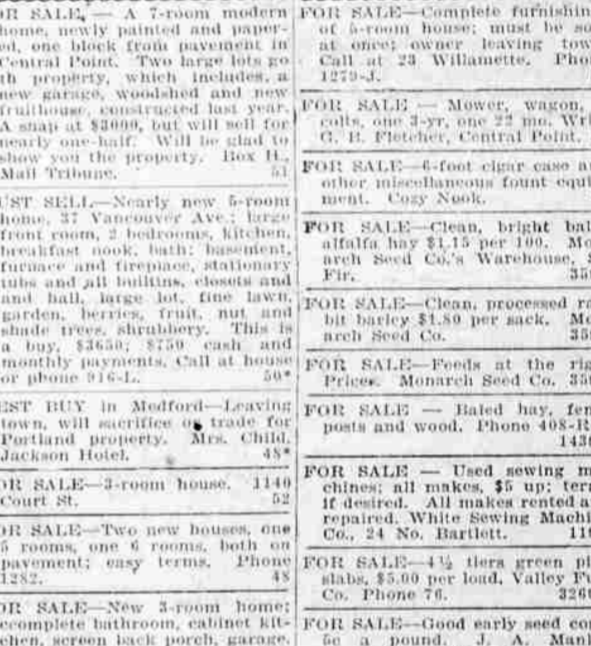 OR SALE, — A 7-room modern
home, newly painted and paper-
ed, one block from pavement in
Central Point. Two large lots go
th property, which includes, a
new garage, woodshed and new
fruithouse, constructed last year.
A snap at $3000, but will sell for
nearly one-half. Will be glad to
show you the property. Box H.,
Mail Tribune. 51
UST SELL—Nearly new 5-room
home, 37 Vancouver Ave.; large
front room, 2 bedrooms, kitchen,
breakfast nook, bath; basement,
furnace and fireplace, stationary
tubs and all builtins, closets and
and hall, large lot, fine lawn,
garden, berries, fruit, nut and
shade trees, shrubbery. This is
a buy, $3650; $750 cash and
monthly payments. Call at house
or phone 916-L. 50*
EST BUY in Medford—Leaving
town, will sacrifice or trade for
Portland property. Mrs. Child,
Jackson Hotel. 48*
OR SALE—3-room house. 1140
Court St. 52
OR SALE—Two new houses, one
5 rooms, one 6 rooms, both on
pavement; easy terms. Phone
1282. 48
OR SALE—New 3-room home;
ccomplete bathroom, cabinet kit-
chen, screen back porch, garage.
FOR SALE—Complete furnishin
of 5-room house; must be so
at once; owner leaving tow
Call at 23 Willamette. Pho
1279-J.
FOR SALE — Mower, wagon,
colts, one 3-yr, one 22 mo. Wri
C. B. Fletcher, Central Point.
FOR SALE—6-foot cigar case a
other miscellaneous fount equi
ment. Cozy Nook.
FOR SALE—Clean, bright bal
alfalfa hay $1.15 per 100. Mo
arch Seed Co.'s Warehouse, S
Fir. 35
FOR SALE—Clean, processed ra
bit barley $1.80 per sack. Mo
arch Seed Co. 35
FOR SALE—Feeds at the rig
Prices. Monarch Seed Co. 35
FOR SALE — Baled hay, fen
posts and wood. Phone 408-R
143
FOR SALE — Used sewing m
chines; all makes, $5 up; ter
if desired. All makes rented a
repaired. White Sewing Machi
Co., 24 No. Bartlett. 11
FOR SALE—4½ tiers green pi
slabs, $5.00 per load. Valley Fu
Co. Phone 76. 326
FOR SALE—Good early seed co
5c a pound. J. A. Man